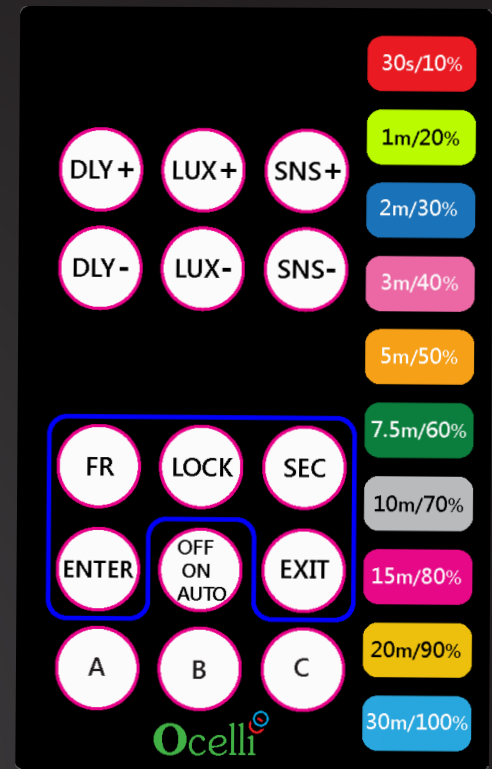 30s/10%
1m/20%
DLY+ LUX+ SNS+
2m/30%
DLY- LUX- SNS-
3m/40%
5m/50%
7.5m/60%
FR LOCK SEC
10m/70%
ENTER
OFF
ON
AUTO
EXIT
15m/80%
20m/90%
A B C
30m/100%
Ocelli